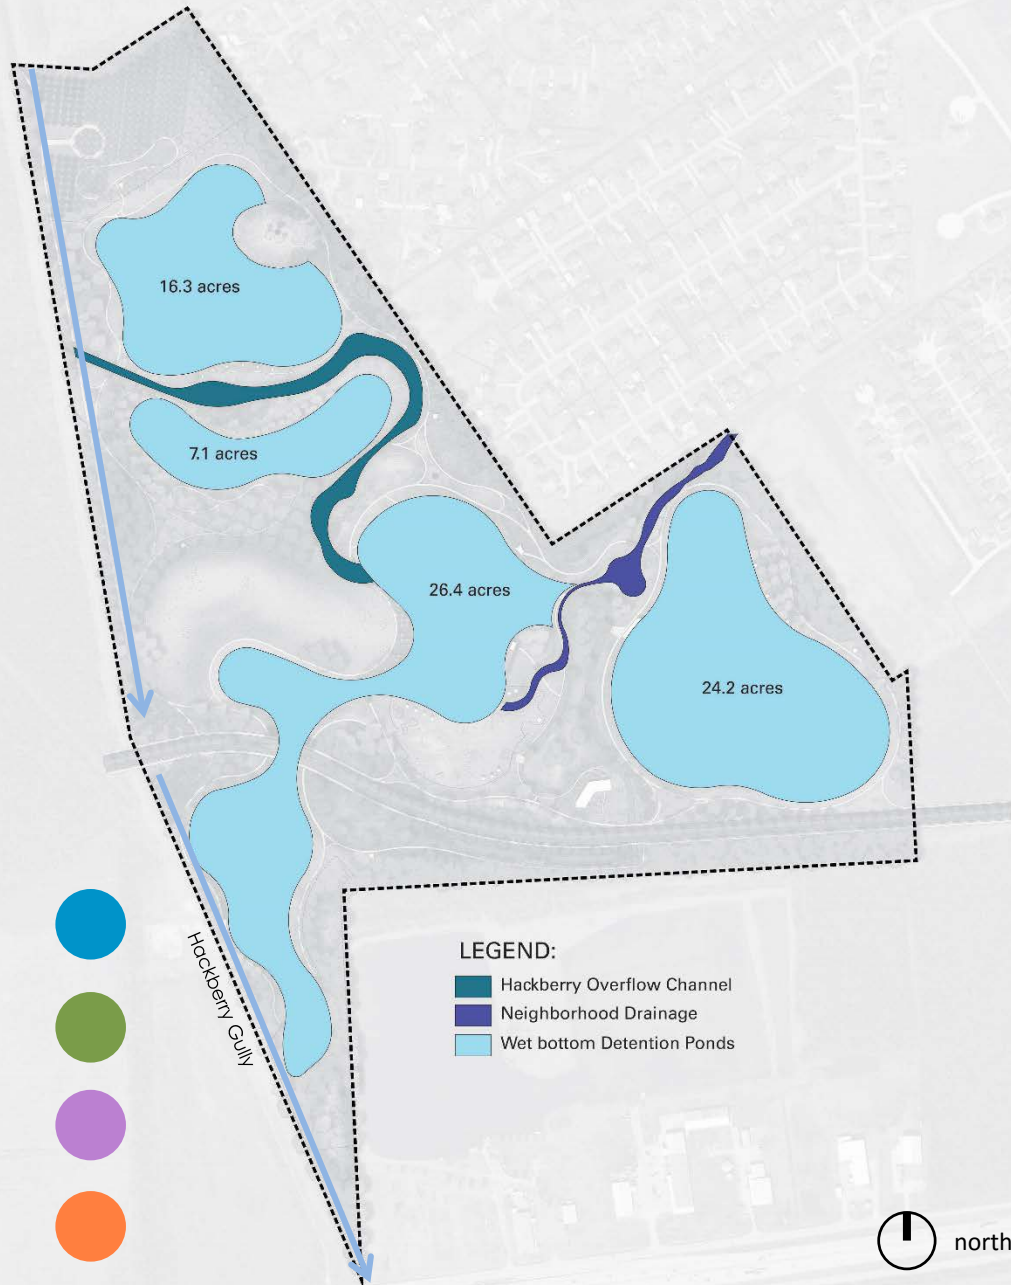 16.3 acres
7.1 acres
26.4 acres
24.2 acres
Hackberry Gully
LEGEND:
Hackberry Overflow Channel
Neighborhood Drainage
Wet bottom Detention Ponds
north